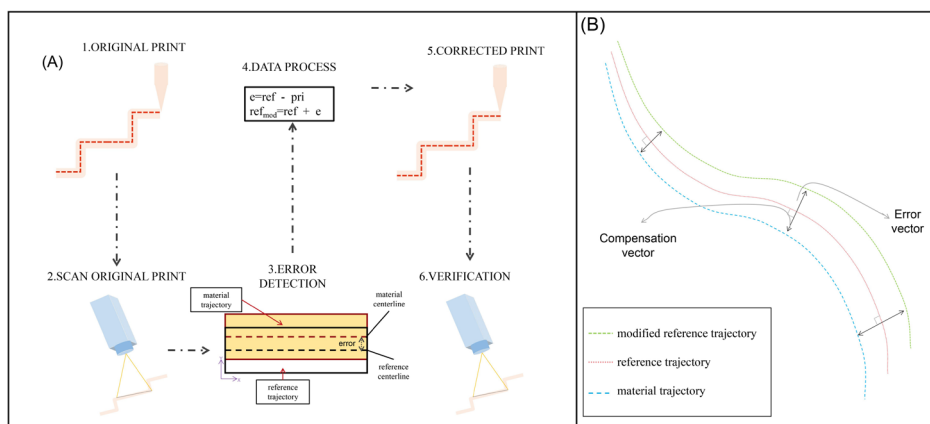 (A)
1.ORIGINAL PRINT
4.DATA PROCESS
e=ref - pri
ref_mod=ref + e
5.CORRECTED PRINT
2.SCAN ORIGINAL PRINT
3.ERROR
DETECTION
material
trajectory
material
centerline
error
reference
centerline
reference
trajectory
6.VERIFICATION
(B)
Error
vector
Compensation
vector
modified reference trajectory
reference trajectory
material trajectory